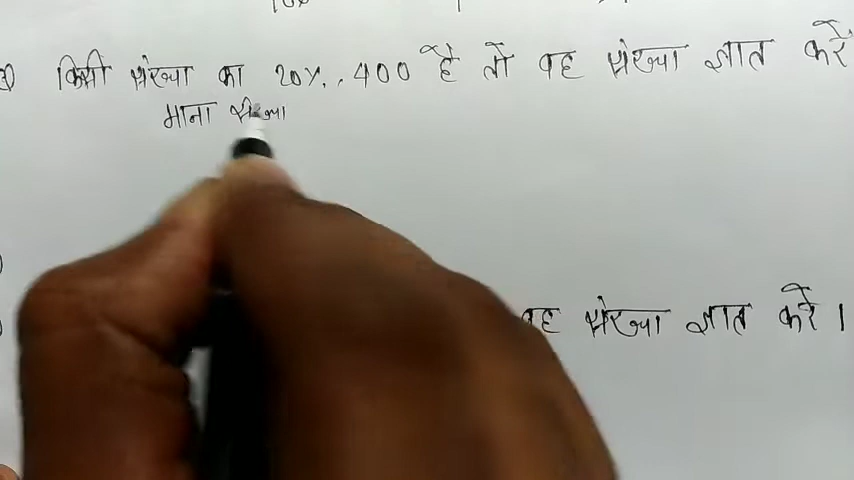 किसी संख्या का 20%. 400 है तो वह संख्या ज्ञात करें
माना संख्या
वह संख्या ज्ञात करें।